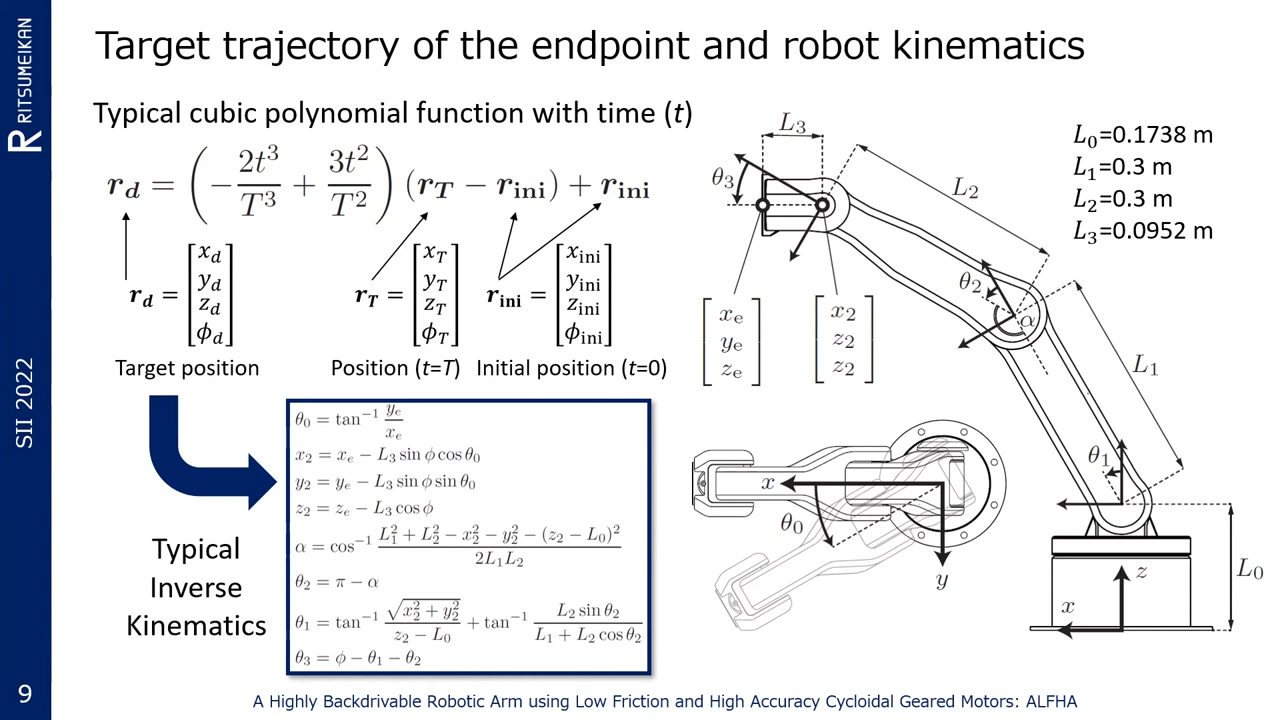 RITSUMEIKAN
SII 2022
9
Target trajectory of the endpoint and robot kinematics
Typical cubic polynomial function with time (t)
r_d = ( − 2t³/T³ + 3t²/T² ) (r_T − r_ini) + r_ini
r_d = [x_d y_d z_d ϕ_d]
r_T = [x_T y_T z_T ϕ_T]
r_ini = [x_ini y_ini z_ini ϕ_ini]
Target position
Position (t=T)
Initial position (t=0)
Typical
Inverse
Kinematics
θ₀ = tan⁻¹ y_e/x_e
x₂ = x_e − L₃ sin ϕ cos θ₀
y₂ = y_e − L₃ sin ϕ sin θ₀
z₂ = z_e − L₃ cos ϕ
α = cos⁻¹ (L₁² + L₂² − x₂² − y₂² − (z₂ − L₀)²)/(2L₁L₂)
θ₂ = π − α
θ₁ = tan⁻¹ √(x₂² + y₂²)/(z₂ − L₀) + tan⁻¹ (L₂ sin θ₂)/(L₁ + L₂ cos θ₂)
θ₃ = ϕ − θ₁ − θ₂
L₃
θ₃
L₂
θ₂
α
L₁
θ₁
[x_e y_e z_e]
[x₂ z₂ z₂]
x
θ₀
y
z
x
L₀
L₀=0.1738 m
L₁=0.3 m
L₂=0.3 m
L₃=0.0952 m
A Highly Backdrivable Robotic Arm using Low Friction and High Accuracy Cycloidal Geared Motors: ALFHA